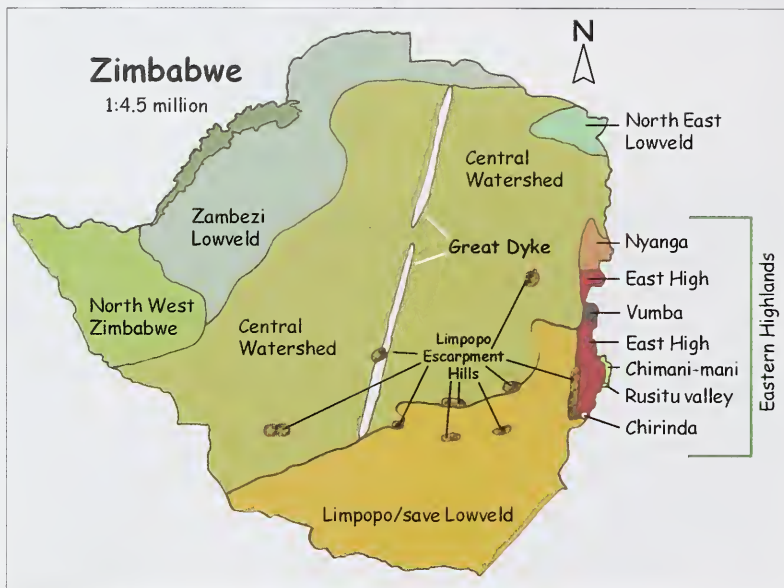 Zimbabwe
1:4.5 million
N
North East
Lowveld
Central
Watershed
Zambezi
Lowveld
Great Dyke
Nyanga
East High
Vumba
East High
Chimani-mani
Rusitu valley
Chirinda
Eastern Highlands
North West
Zimbabwe
Central
Watershed
Limpopo
Escarpment
Hills
Limpopo/save Lowveld